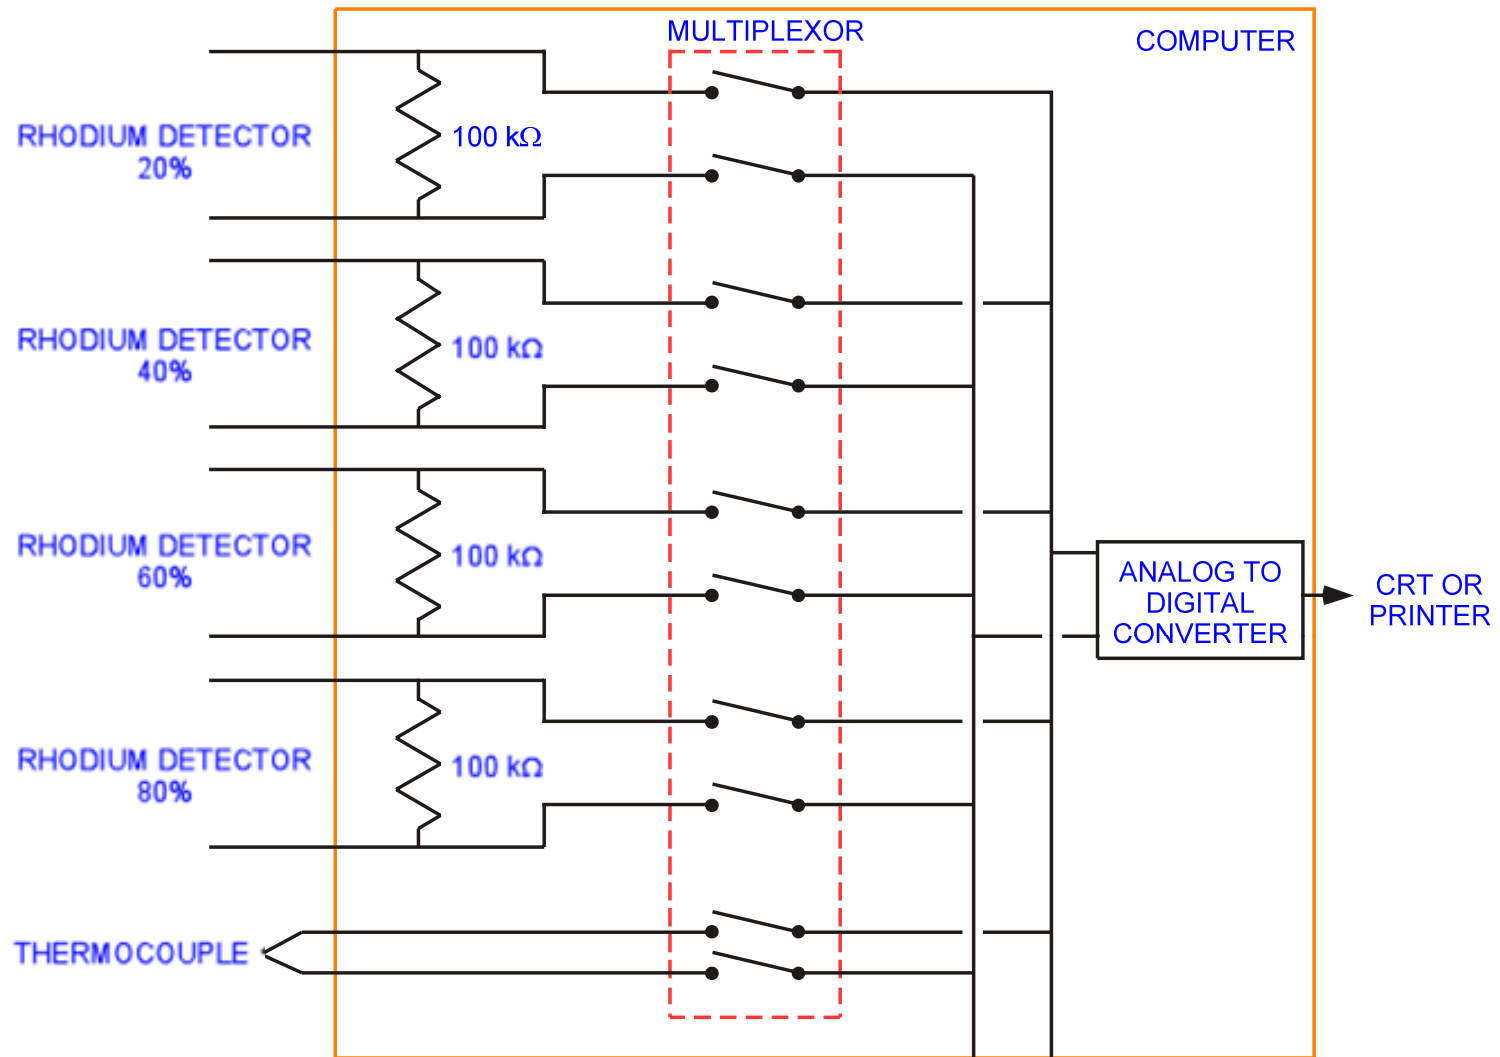 MULTIPLEXOR
COMPUTER
RHODIUM DETECTOR
20%
100 kΩ
RHODIUM DETECTOR
40%
100 kΩ
RHODIUM DETECTOR
60%
100 kΩ
ANALOG TO
DIGITAL
CONVERTER
CRT OR
PRINTER
RHODIUM DETECTOR
80%
100 kΩ
THERMOCOUPLE